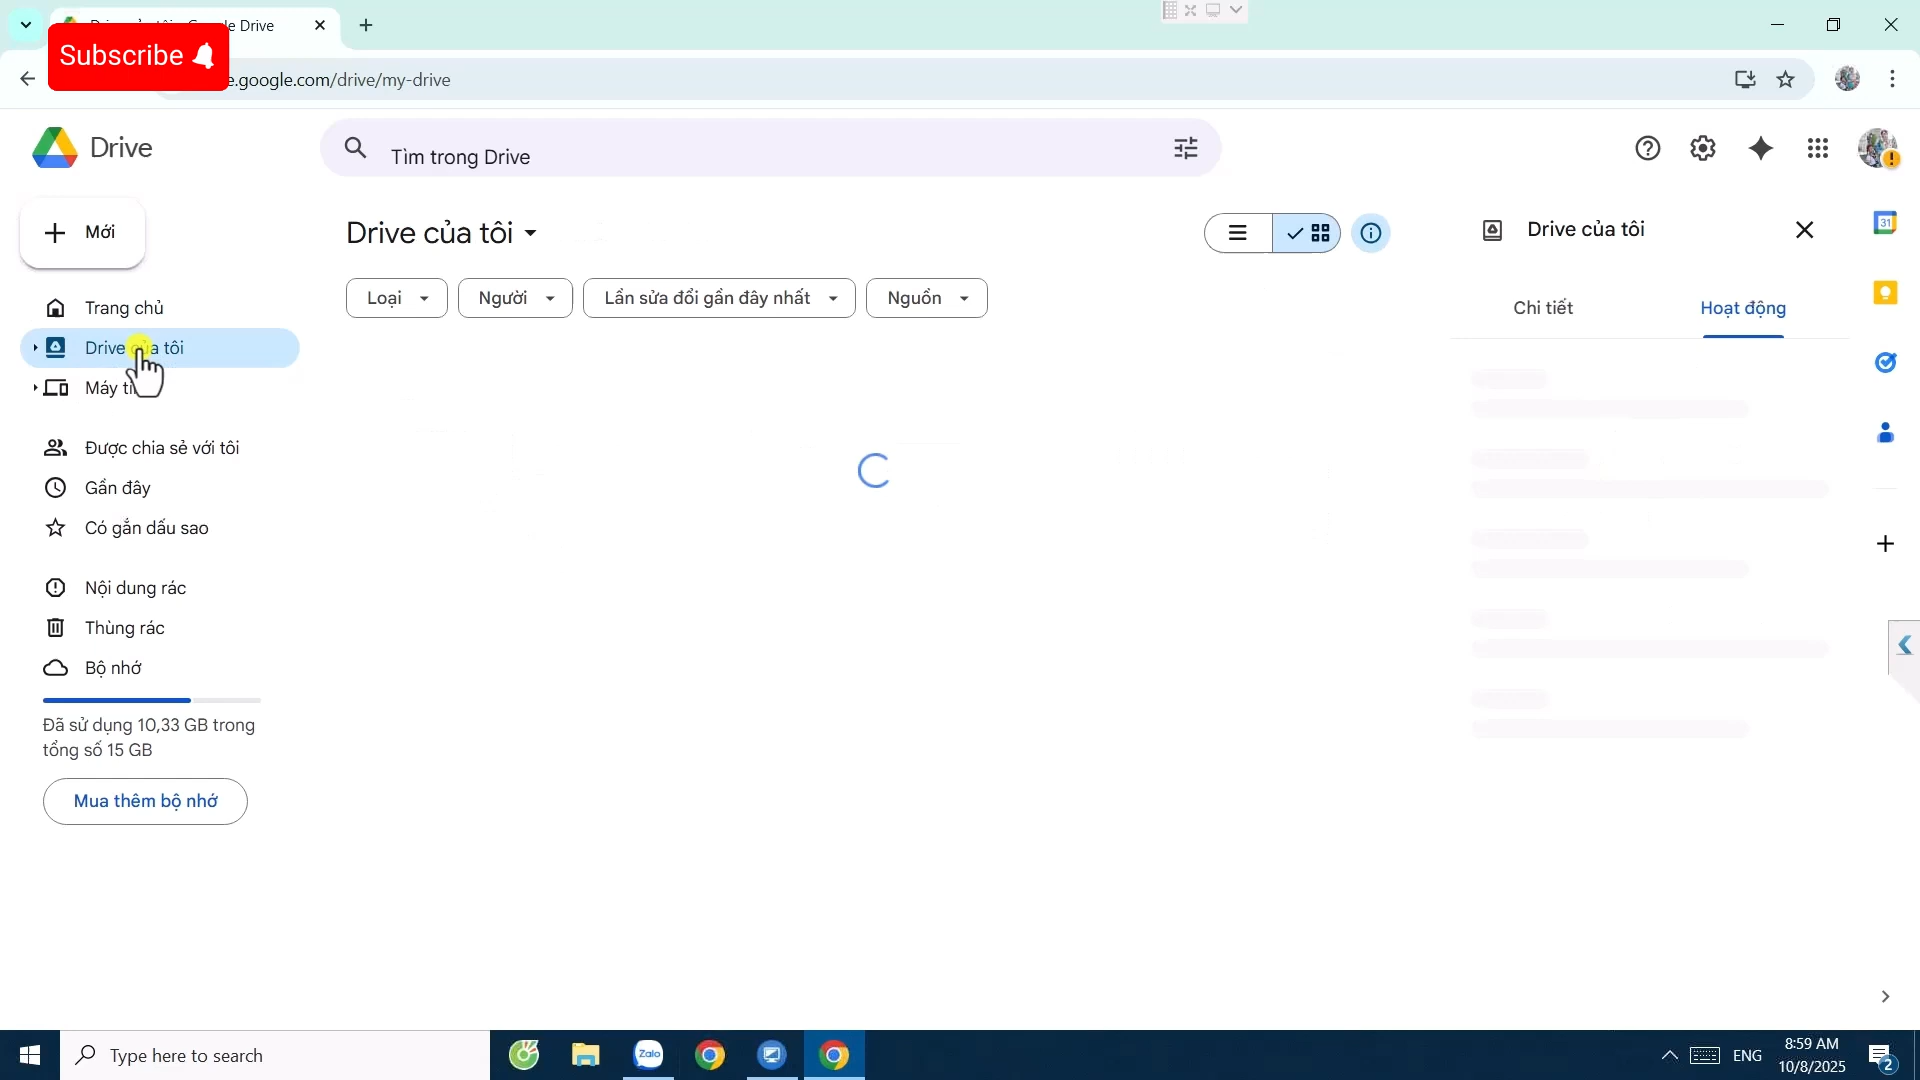 Drive
Subscribe
e.google.com/drive/my-drive
Drive
Tìm trong Drive
Mới
Drive của tôi
Drive của tôi
Loại
Người
Lần sửa đổi gần đây nhất
Nguồn
Chi tiết
Hoạt động
Trang chủ
Drive của tôi
Máy
Được chia sẻ với tôi
Gần đây
Có gắn dấu sao
Nội dung rác
Thùng rác
Bộ nhớ
Đã sử dụng 10,33 GB trong
tổng số 15 GB
Mua thêm bộ nhớ
31
Type here to search
Zalo
ENG
8:59 AM
10/8/2025
2